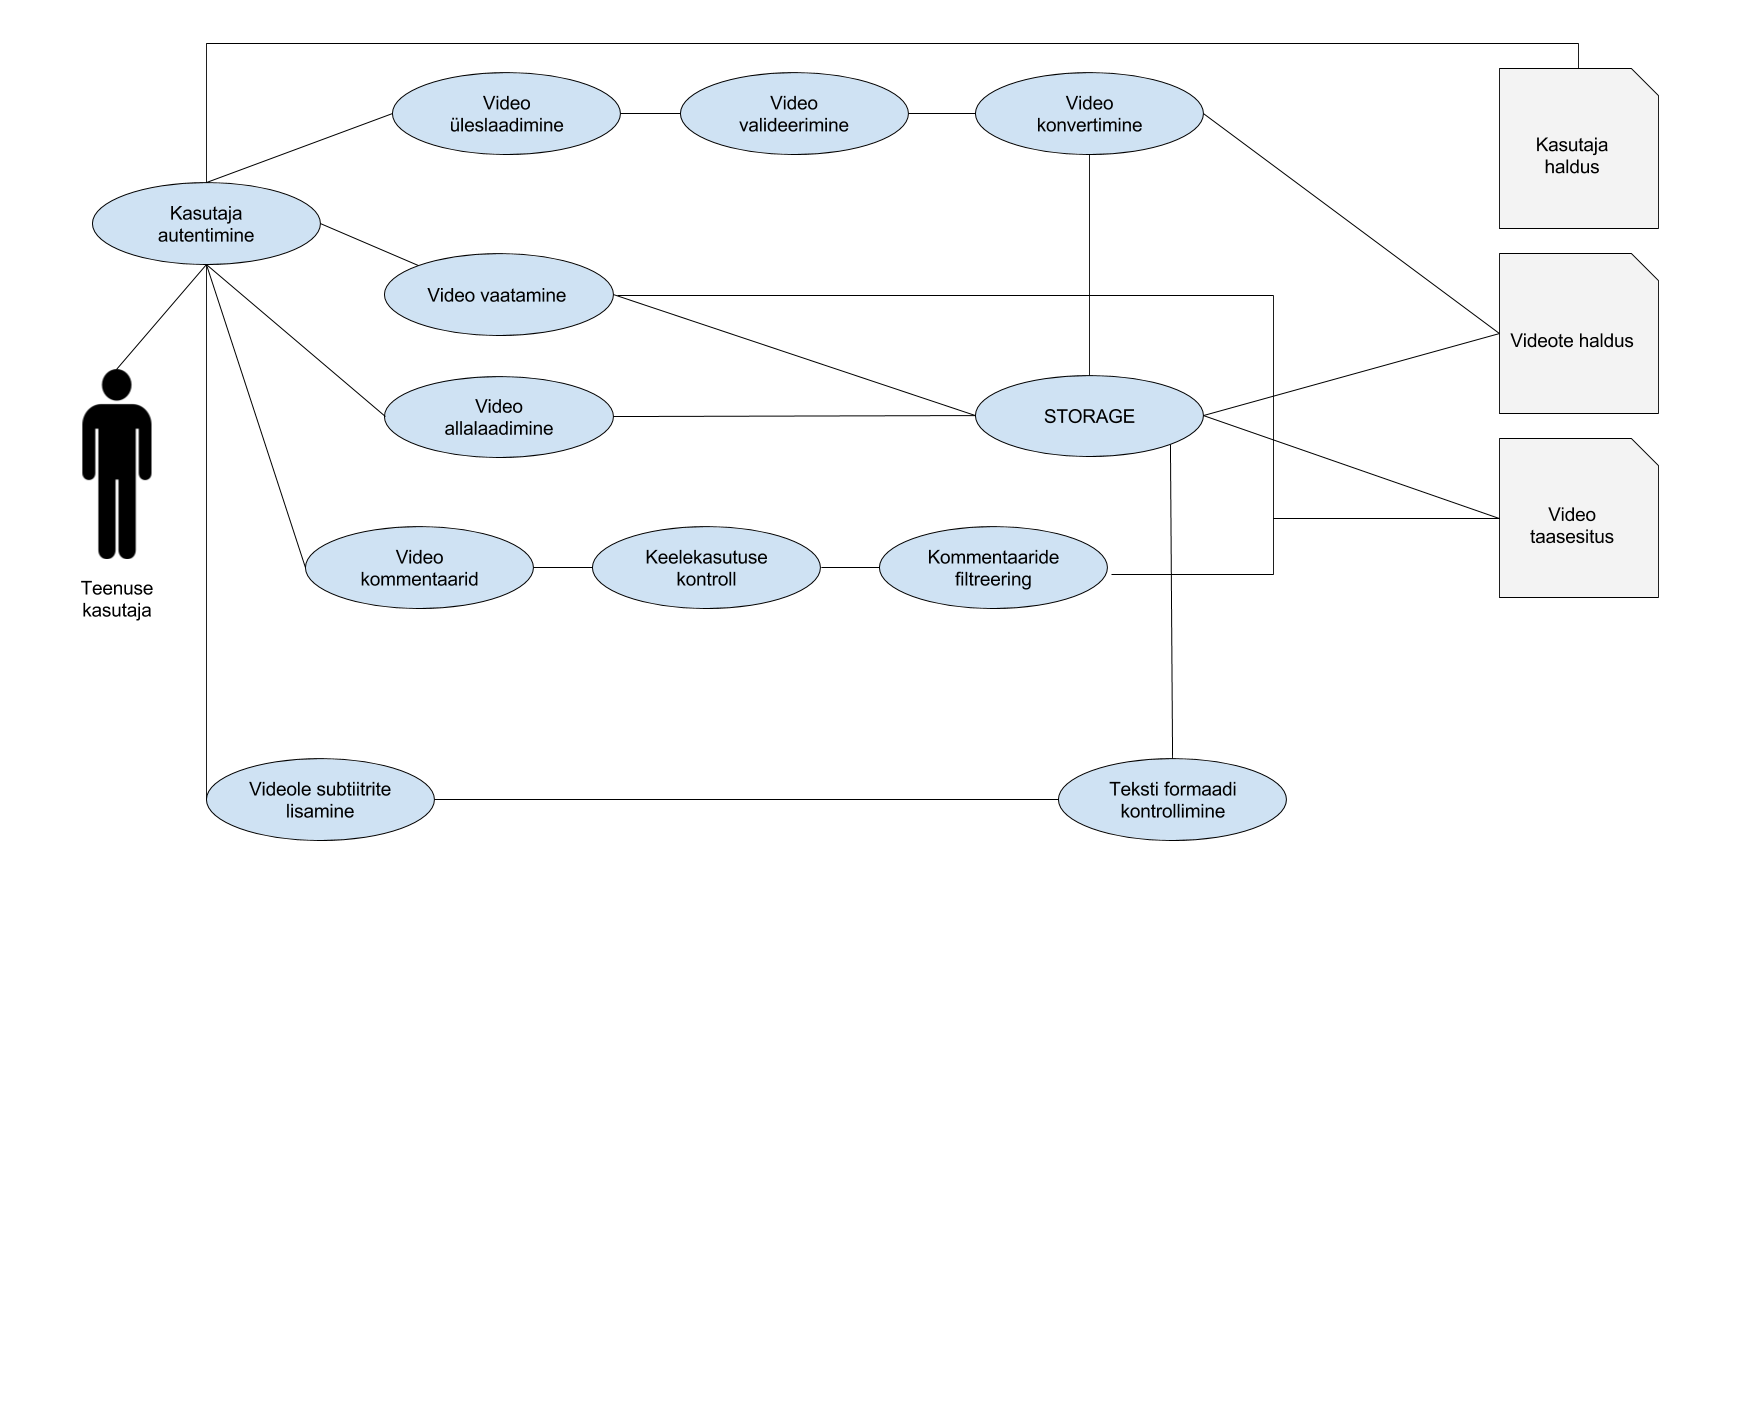 Video
üleslaadimine
Video
valideerimine
Video
konvertimine
Kasutaja
haldus
Kasutaja
autentimine
Video vaatamine
Videote haldus
Video
allalaadimine
STORAGE
Video
taasesitus
Video
kommentaarid
Keelekasutuse
kontroll
Kommentaaride
filtreering
Teenuse
kasutaja
Videole subtiitrite
lisamine
Teksti formaadi
kontrollimine